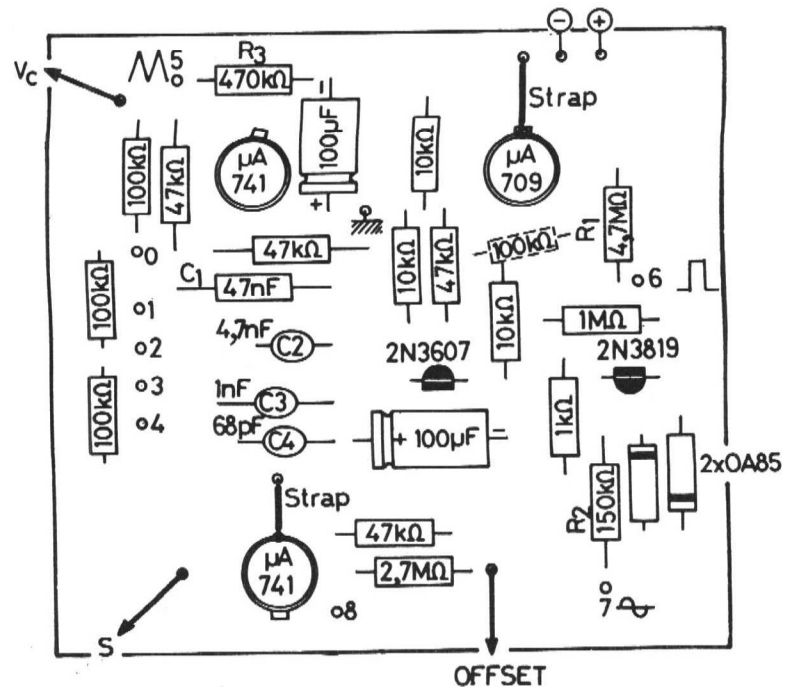 − +
Vc
5
R3
470kΩ
100μF
+
−
Strap
μA
741
μA
709
10kΩ
100kΩ
47kΩ
R1
4,7MΩ
0
47kΩ
10kΩ
47kΩ
100kΩ
6
C1
47nF
100kΩ
10kΩ
1
1MΩ
4,7nF
C2
2
2N3607
2N3819
3
1nF
C3
100kΩ
1kΩ
4
68pF
C4
+ 100μF −
2xOA85
Strap
R2
150kΩ
47kΩ
μA
741
2,7MΩ
7
8
S
OFFSET